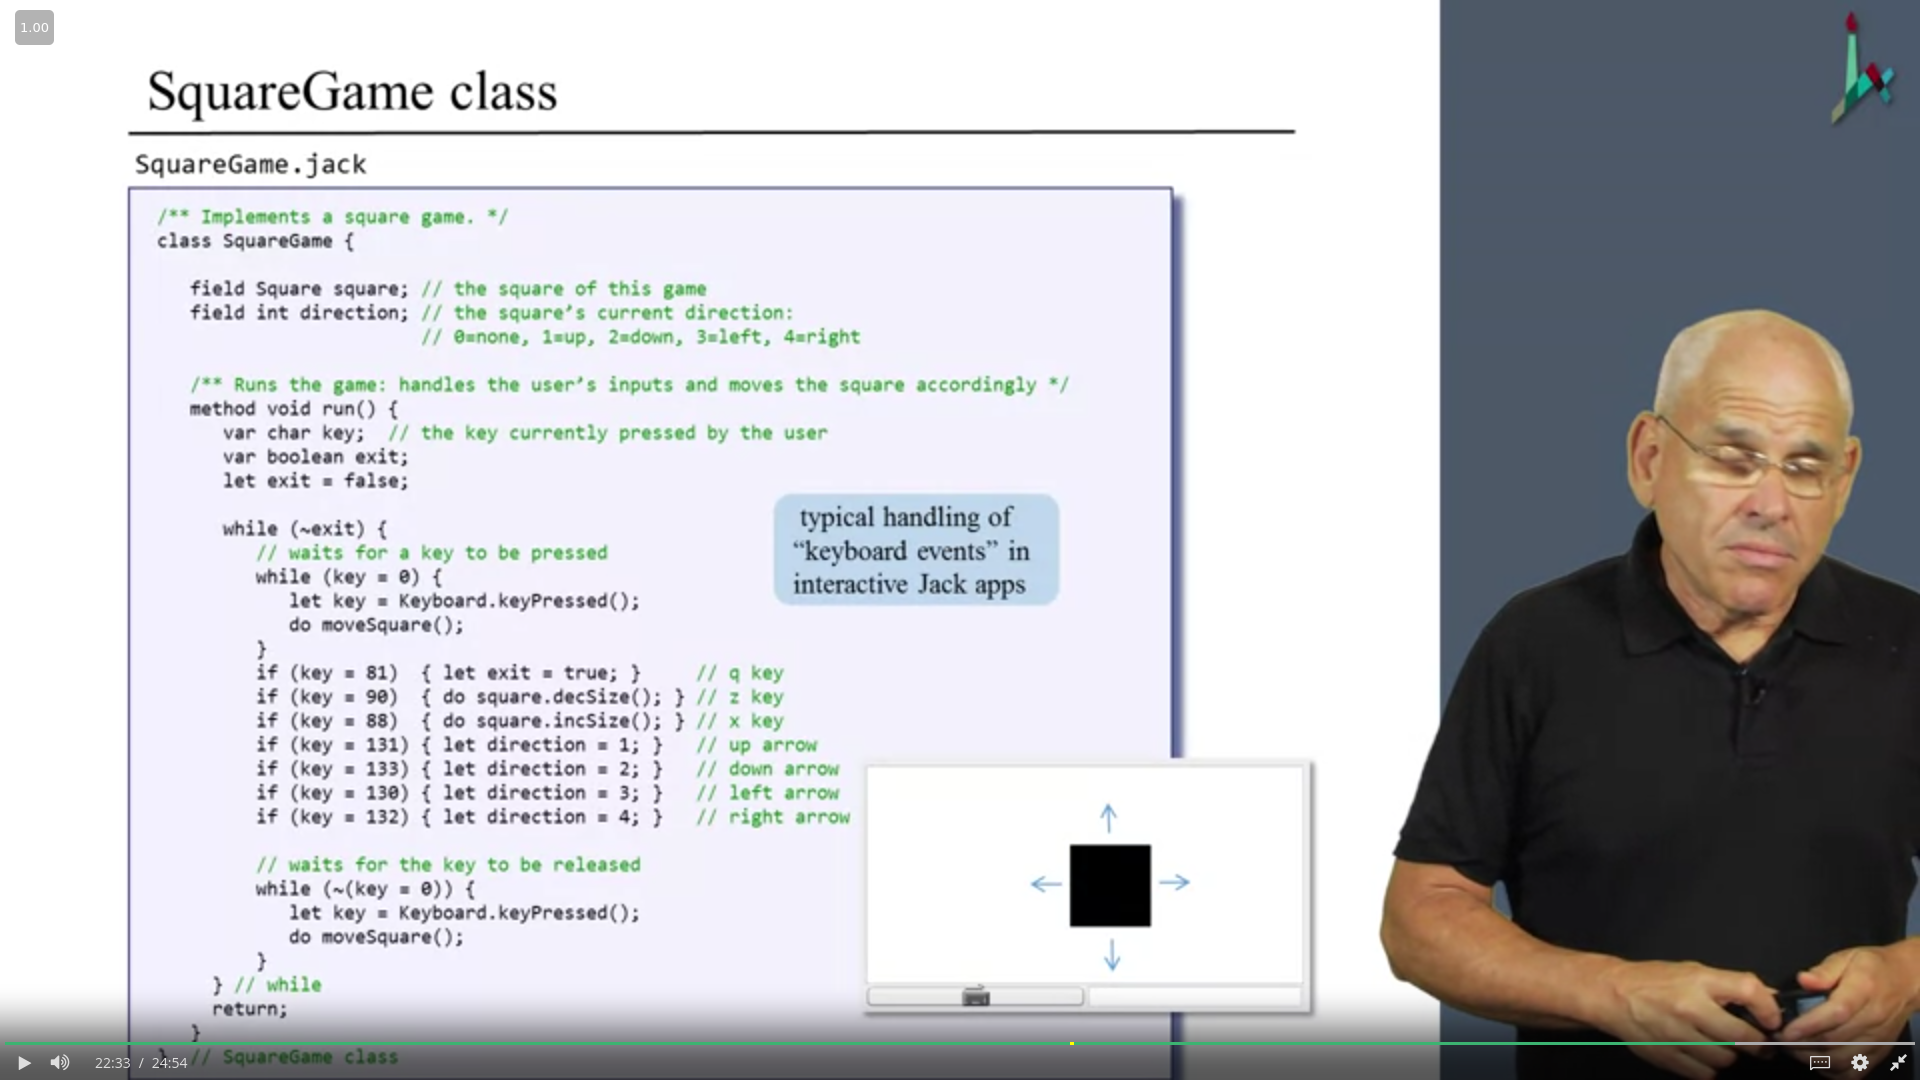 1.00
SquareGame class
SquareGame.jack
/** Implements a square game. */
class SquareGame {
field Square square; // the square of this game
field int direction; // the square's current direction:
// 0=none, 1=up, 2=down, 3=left, 4=right
/** Runs the game: handles the user's inputs and moves the square accordingly */
method void run() {
var char key; // the key currently pressed by the user
var boolean exit;
let exit = false;
while (~exit) {
// waits for a key to be pressed
while (key = 0) {
let key = Keyboard.keyPressed();
do moveSquare();
}
if (key = 81) { let exit = true; } // q key
if (key = 90) { do square.decSize(); } // z key
if (key = 88) { do square.incSize(); } // x key
if (key = 131) { let direction = 1; } // up arrow
if (key = 133) { let direction = 2; } // down arrow
if (key = 130) { let direction = 3; } // left arrow
if (key = 132) { let direction = 4; } // right arrow
// waits for the key to be released
while (~(key = 0)) {
let key = Keyboard.keyPressed();
do moveSquare();
}
} // while
return;
}
} // SquareGame class
typical handling of
“keyboard events” in
interactive Jack apps
22:33 / 24:54